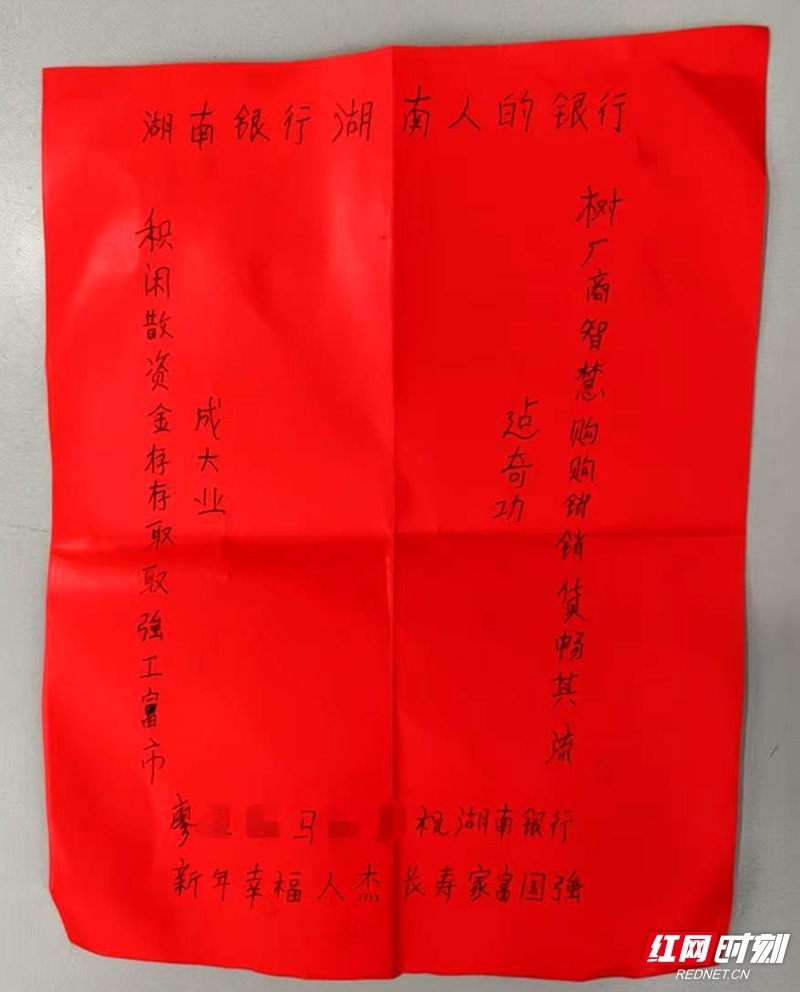 湖南银行湖南人的银行
树厂商智慧购购销销货畅其流
建奇功
积闲散资金存存取取强工富市
成大业
廖 马 祝湖南银行
新年幸福人杰长寿家富国强
红网时刻
REDNET.CN